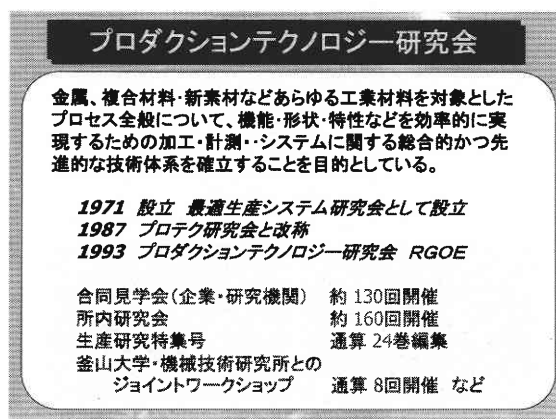 プロダクションテクノロジー研究会
金属、複合材料・新素材などあらゆる工業材料を対象とした
プロセス全般について、機能・形状・特性などを効率的に実
現するための加工・計測・・システムに関する総合的かつ先
進的な技術体系を確立することを目的としている。
1971 設立 最適生産システム研究会として設立
1987 プロテク研究会と改称
1993 プロダクションテクノロジー研究会 RGOE
合同見学会(企業・研究機関) 約 130回開催
所内研究会 約 160回開催
生産研究特集号 通算 24巻編集
釜山大学・機械技術研究所との
ジョイントワークショップ 通算 8回開催 など